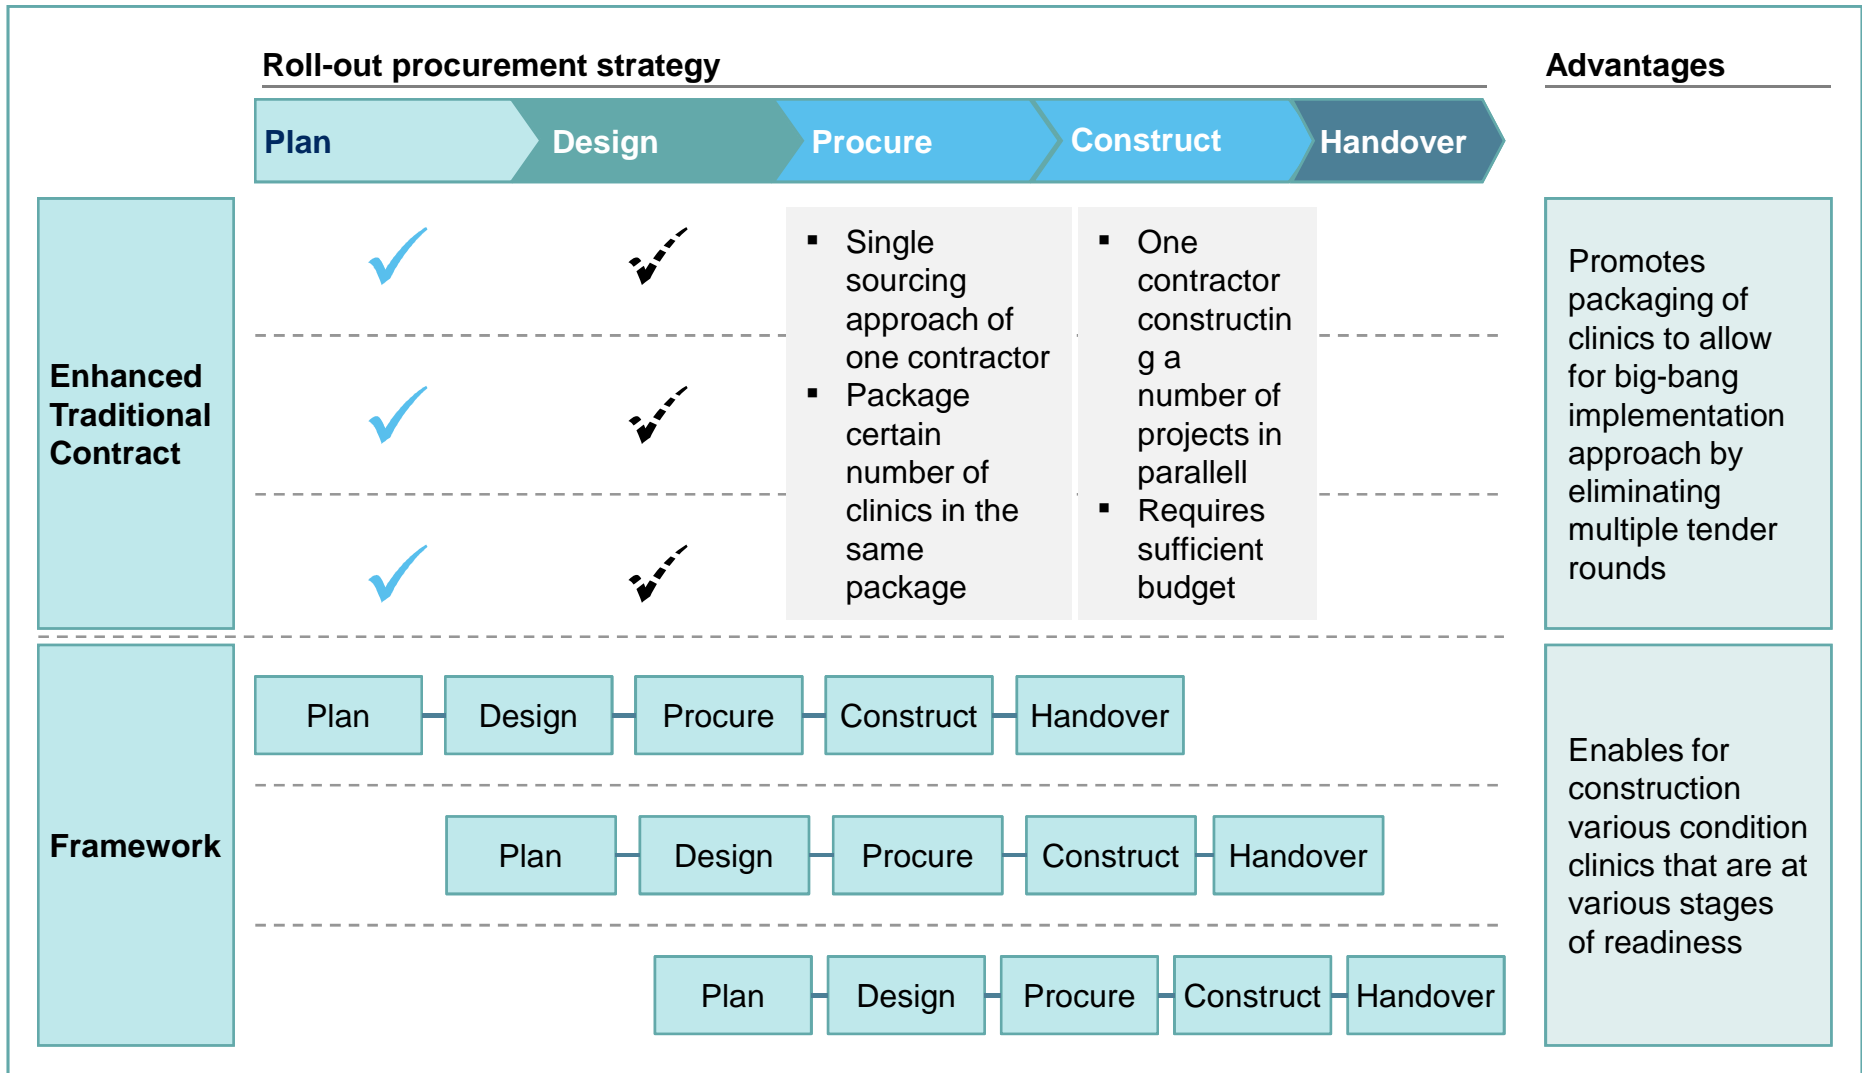 Roll-out procurement strategy
Advantages
Plan
Design
Procure
Construct
Handover
Enhanced
Traditional
Contract
▪ Single
sourcing
approach of
one contractor
▪ Package
certain
number of
clinics in the
same
package
▪ One
contractor
constructin
g a
number of
projects in
parallell
▪ Requires
sufficient
budget
Promotes
packaging of
clinics to allow
for big-bang
implementation
approach by
eliminating
multiple tender
rounds
Framework
Plan
Design
Procure
Construct
Handover
Plan
Design
Procure
Construct
Handover
Plan
Design
Procure
Construct
Handover
Enables for
construction
various condition
clinics that are at
various stages
of readiness